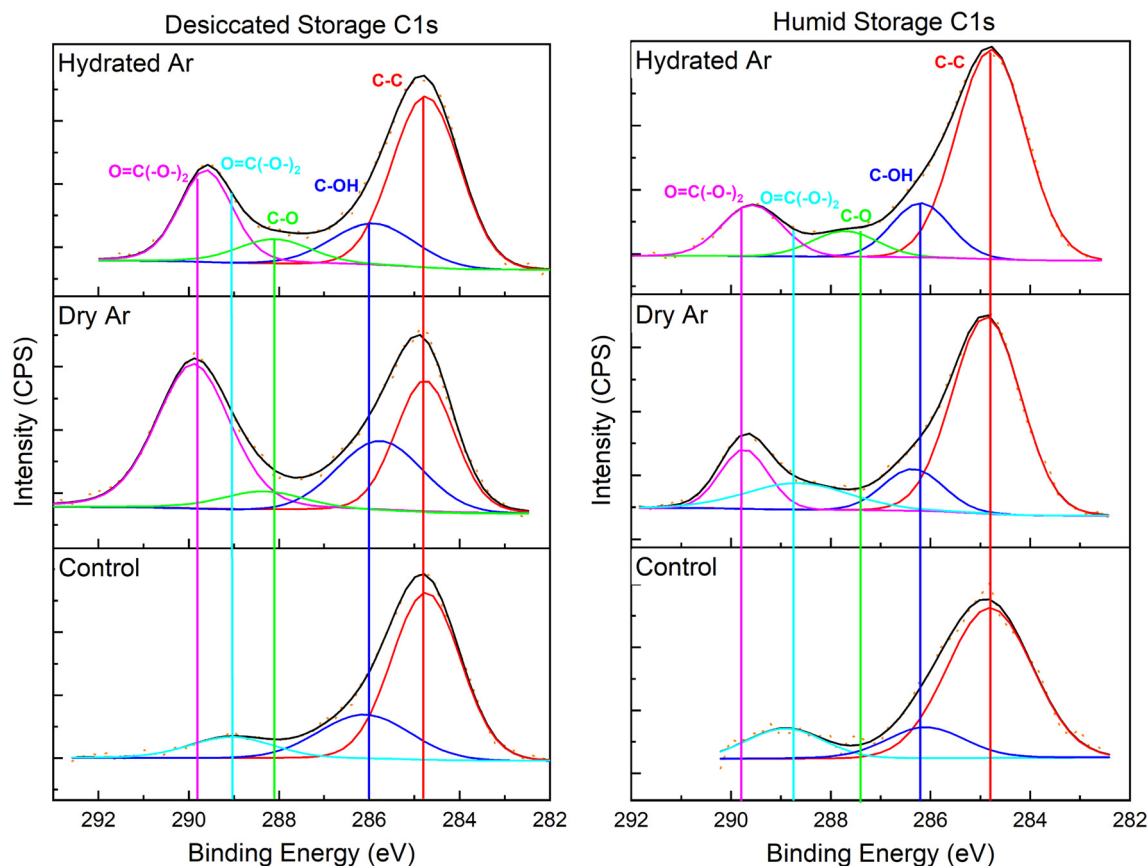 Desiccated Storage C1s
Humid Storage C1s
Hydrated Ar
C-C
O=C(-O-)₂
O=C(-O-)₂
C-OH
C-O
Dry Ar
Control
Intensity (CPS)
292 290 288 286 284 282
Binding Energy (eV)
Hydrated Ar
C-C
C-OH
O=C(-O-)₂
O=C(-O-)₂
C-O
Dry Ar
Control
Intensity (CPS)
292 290 288 286 284 282
Binding Energy (eV)